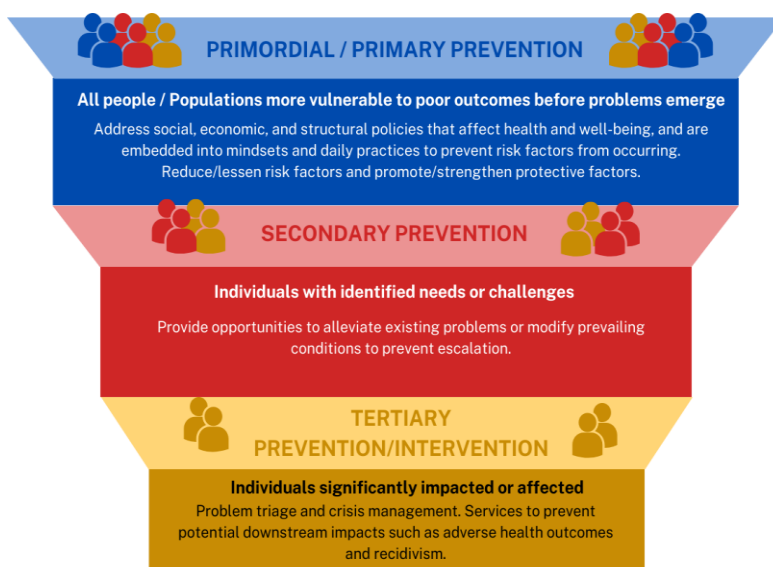 PRIMORDIAL / PRIMARY PREVENTION
All people / Populations more vulnerable to poor outcomes before problems emerge
Address social, economic, and structural policies that affect health and well-being, and are
embedded into mindsets and daily practices to prevent risk factors from occurring.
Reduce/lessen risk factors and promote/strengthen protective factors.
SECONDARY PREVENTION
Individuals with identified needs or challenges
Provide opportunities to alleviate existing problems or modify prevailing
conditions to prevent escalation.
TERTIARY
PREVENTION/INTERVENTION
Individuals significantly impacted or affected
Problem triage and crisis management. Services to prevent
potential downstream impacts such as adverse health outcomes
and recidivism.